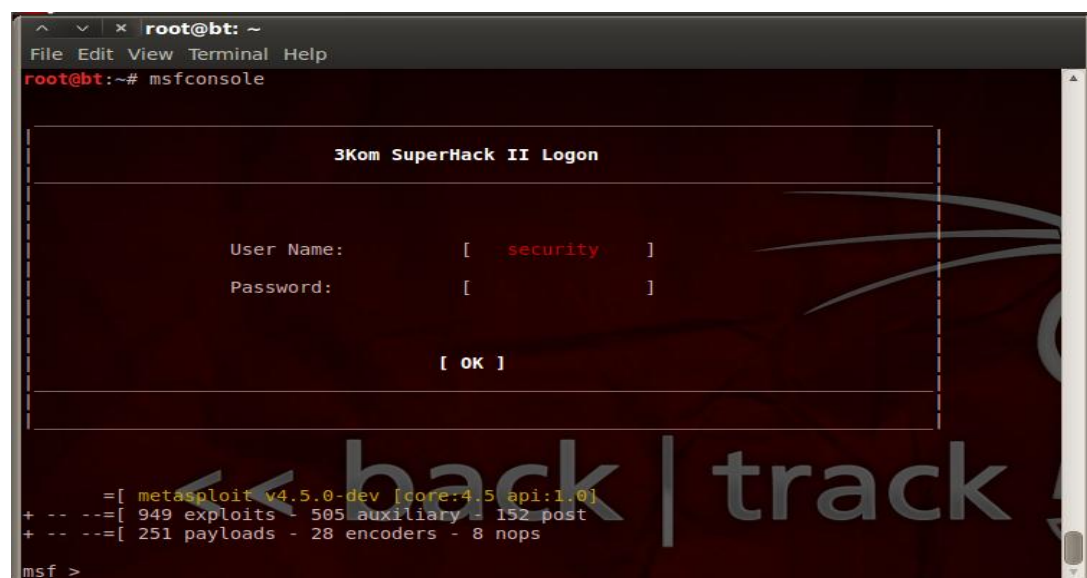 root@bt: ~
File Edit View Terminal Help
root@bt:~# msfconsole
3Kom SuperHack II Logon
User Name: [ security ]
Password: [ ]
[ OK ]
<< back | track 5
=[ metasploit v4.5.0-dev [core:4.5 api:1.0]
+ -- --=[ 949 exploits - 505 auxiliary - 152 post
+ -- --=[ 251 payloads - 28 encoders - 8 nops
msf >